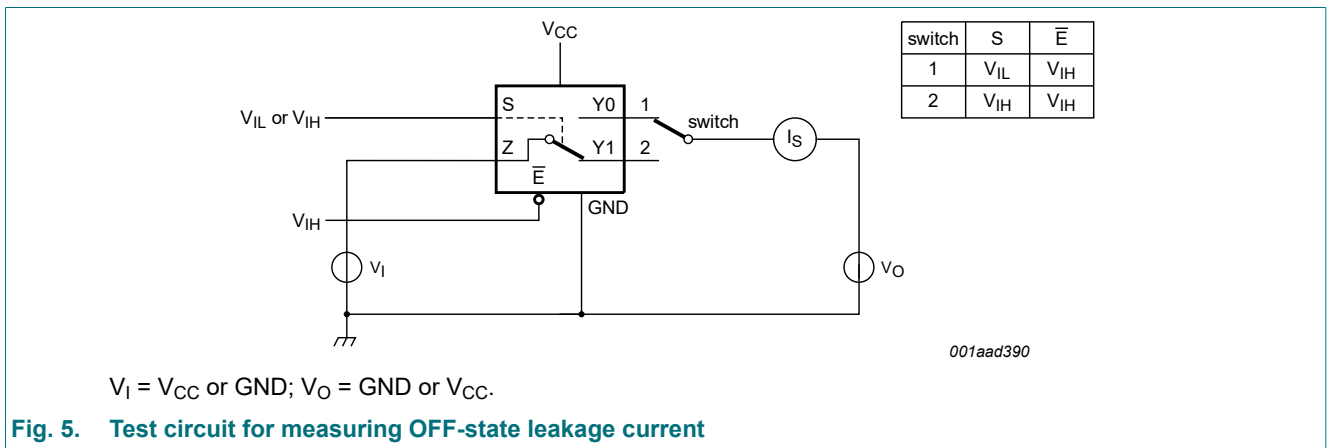 VCC
switch S E̅
1 VIL VIH
2 VIH VIH
S Y0 1
VIL or VIH
switch
IS
Z Y1 2
E̅
GND
VIH
VI
VO
001aad390
VI = VCC or GND; VO = GND or VCC.
Fig. 5. Test circuit for measuring OFF-state leakage current